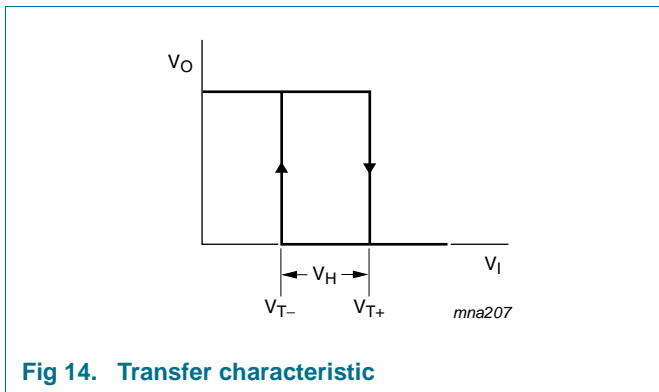 VO
VH
VI
VT−
VT+
mna207
Fig 14. Transfer characteristic